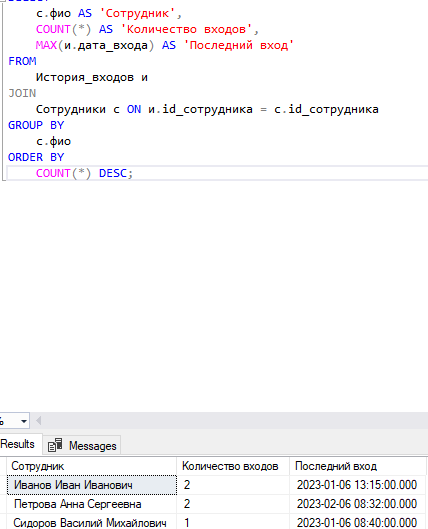 с.фио AS 'Сотрудник',
COUNT(*) AS 'Количество входов',
MAX(и.дата_входа) AS 'Последний вход'
FROM
История_входов и
JOIN
Сотрудники с ON и.id_сотрудника = с.id_сотрудника
GROUP BY
с.фио
ORDER BY
COUNT(*) DESC;
%
Results Messages
Сотрудник Количество входов Последний вход
Иванов Иван Иванович 2 2023-01-06 13:15:00.000
Петрова Анна Сергеевна 2 2023-02-06 08:32:00.000
Сидоров Василий Михайлович 1 2023-01-06 08:40:00.000